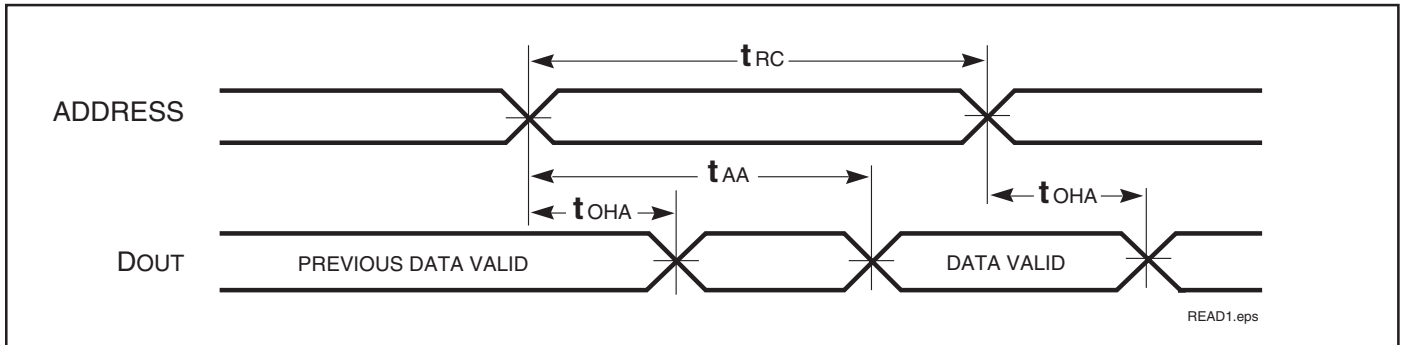 tRC
ADDRESS
tAA
tOHA
tOHA
DOUT
PREVIOUS DATA VALID
DATA VALID
READ1.eps